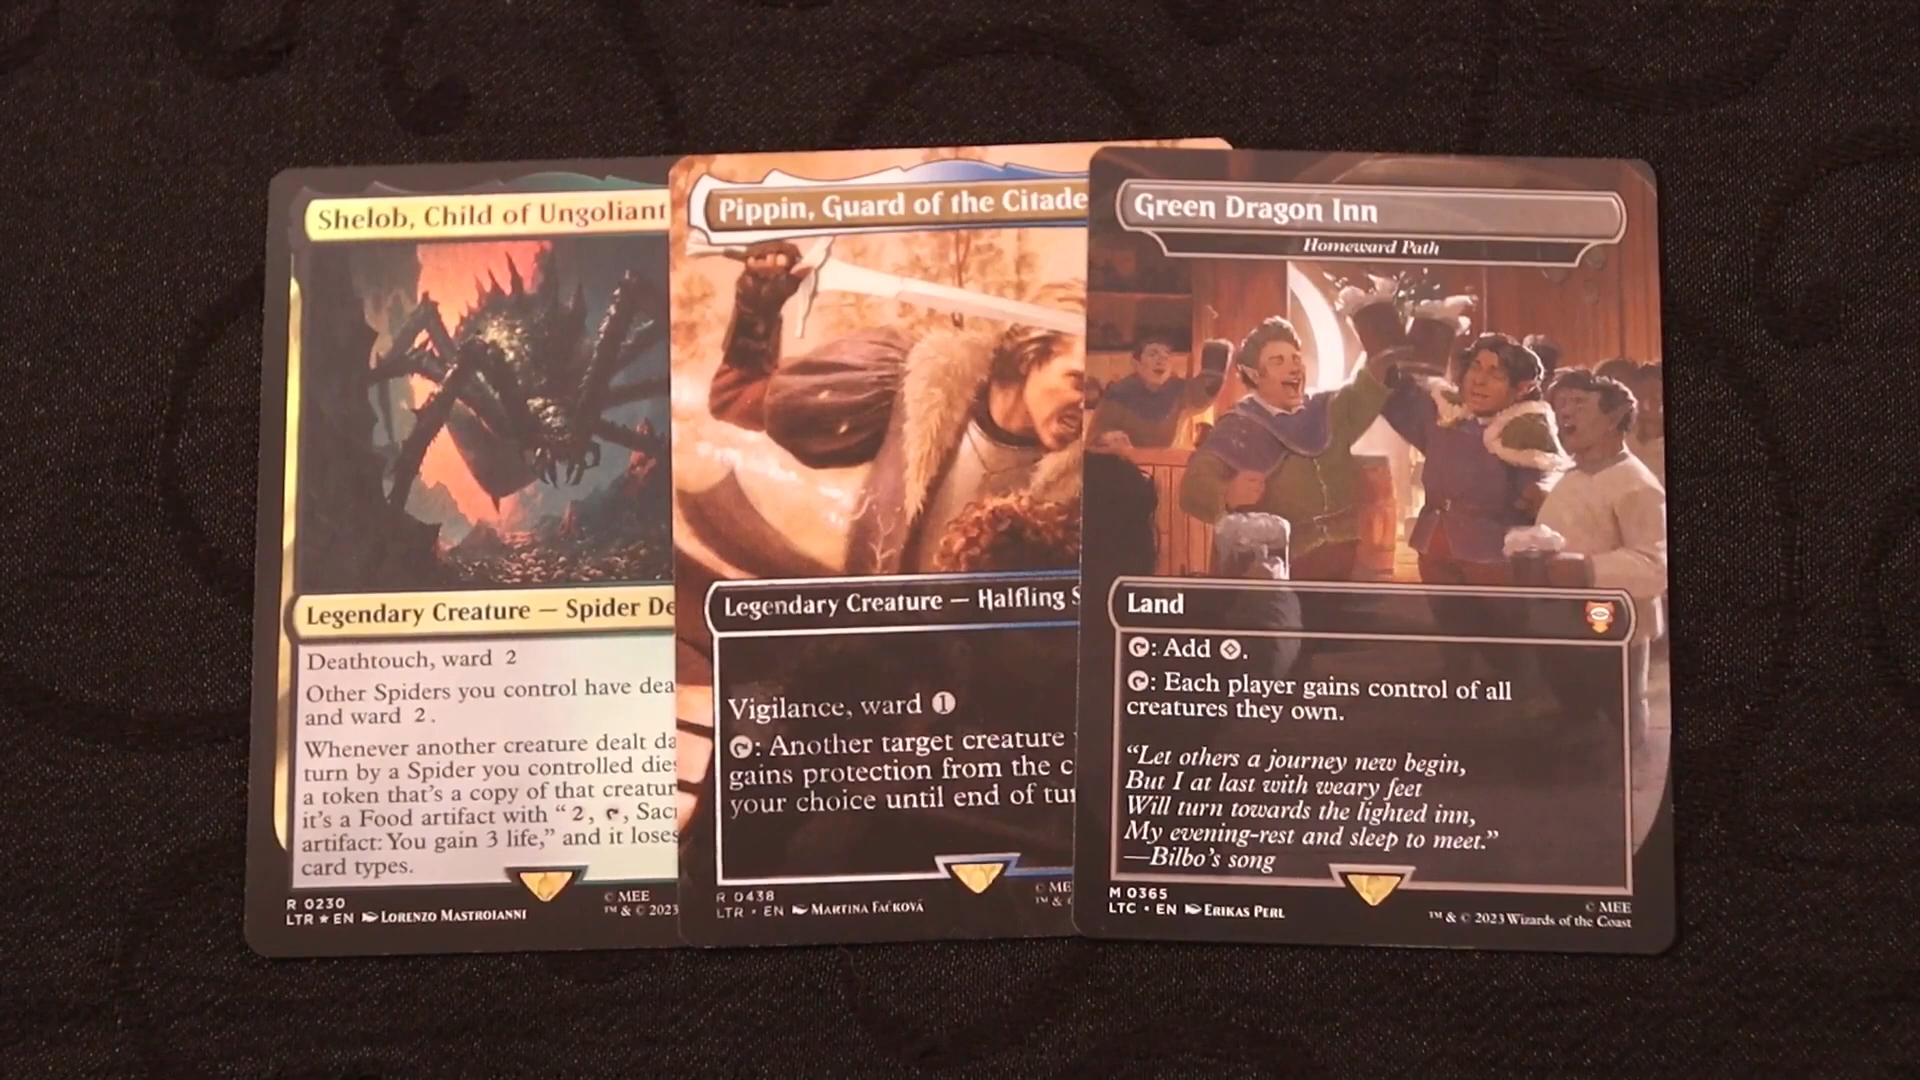 Shelob, Child of Ungoliant
Legendary Creature — Spider De
Deathtouch, ward 2
Other Spiders you control have dea
and ward 2.
Whenever another creature dealt da
turn by a Spider you controlled dies
a token that's a copy of that creatur
it's a Food artifact with "2, , Sacr
artifact: You gain 3 life," and it loses
card types.
R 0230
LTR ★ EN Lorenzo Mastroianni
© MEE
™ & © 2023
Pippin, Guard of the Citade
Legendary Creature — Halfling S
Vigilance, ward 1
: Another target creature
gains protection from the c
your choice until end of tur
R 0438
LTR • EN Martina Fačková
© ME
™ & ©
Green Dragon Inn
Homeward Path
Land
: Add .
: Each player gains control of all
creatures they own.
"Let others a journey new begin,
But I at last with weary feet
Will turn towards the lighted inn,
My evening-rest and sleep to meet."
—Bilbo's song
M 0365
LTC • EN Erikas Perl
© MEE
™ & © 2023 Wizards of the Coast